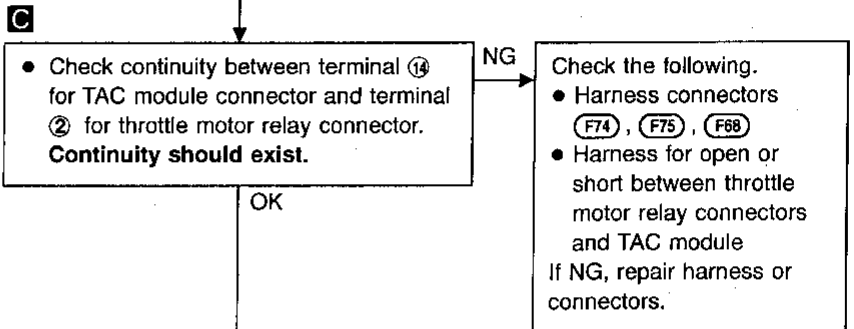 C
● Check continuity between terminal ⑭
for TAC module connector and terminal
② for throttle motor relay connector.
Continuity should exist.
NG
OK
Check the following.
● Harness connectors
F74 , F75 , F68
● Harness for open or
short between throttle
motor relay connectors
and TAC module
If NG, repair harness or
connectors.